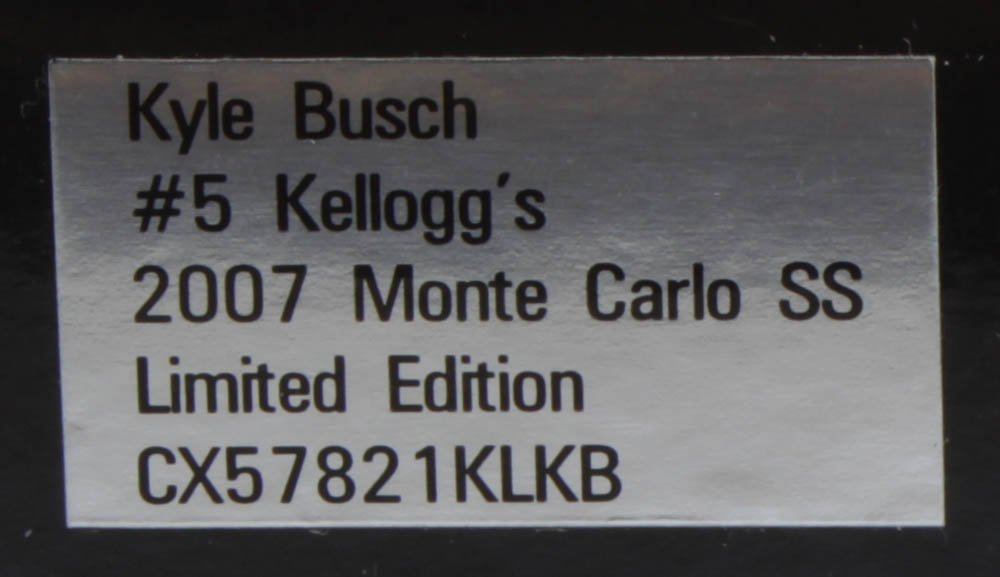 Kyle Busch
#5 Kellogg's
2007 Monte Carlo SS
Limited Edition
CX57821KLKB